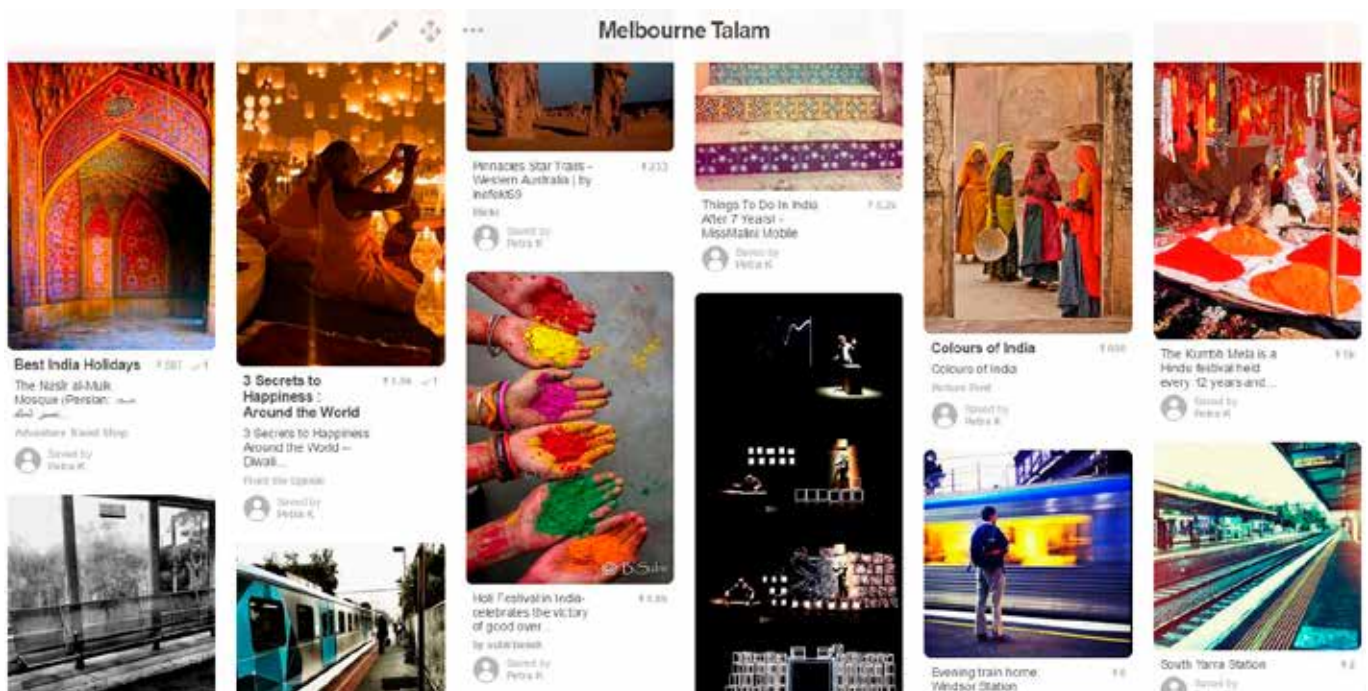 Melbourne Talam
Best India Holidays
The Nasir al-Mulk
Mosque (Persian:
Adventure Travel Shop
Saved by
Petra K
3 Secrets to
Happiness :
Around the World
3 Secrets to Happiness
Around the World –
Diwali...
Saved by
Petra K
Pinnacles Star Trails –
Western Australia | by
inefekt69
Flickr
Saved by
Petra K
Holi Festival in India-
celebrates the victory
of good over...
Saved by
Petra K
Things To Do In India
After 7 Years! -
MissMalini Mobile
Saved by
Petra K
Colours of India
Colours of India
Saved by
Petra K
Evening train home.
Windsor Station
The Kumbh Mela is a
Hindu festival held
every 12 years and...
Saved by
Petra K
South Yarra Station
Saved by